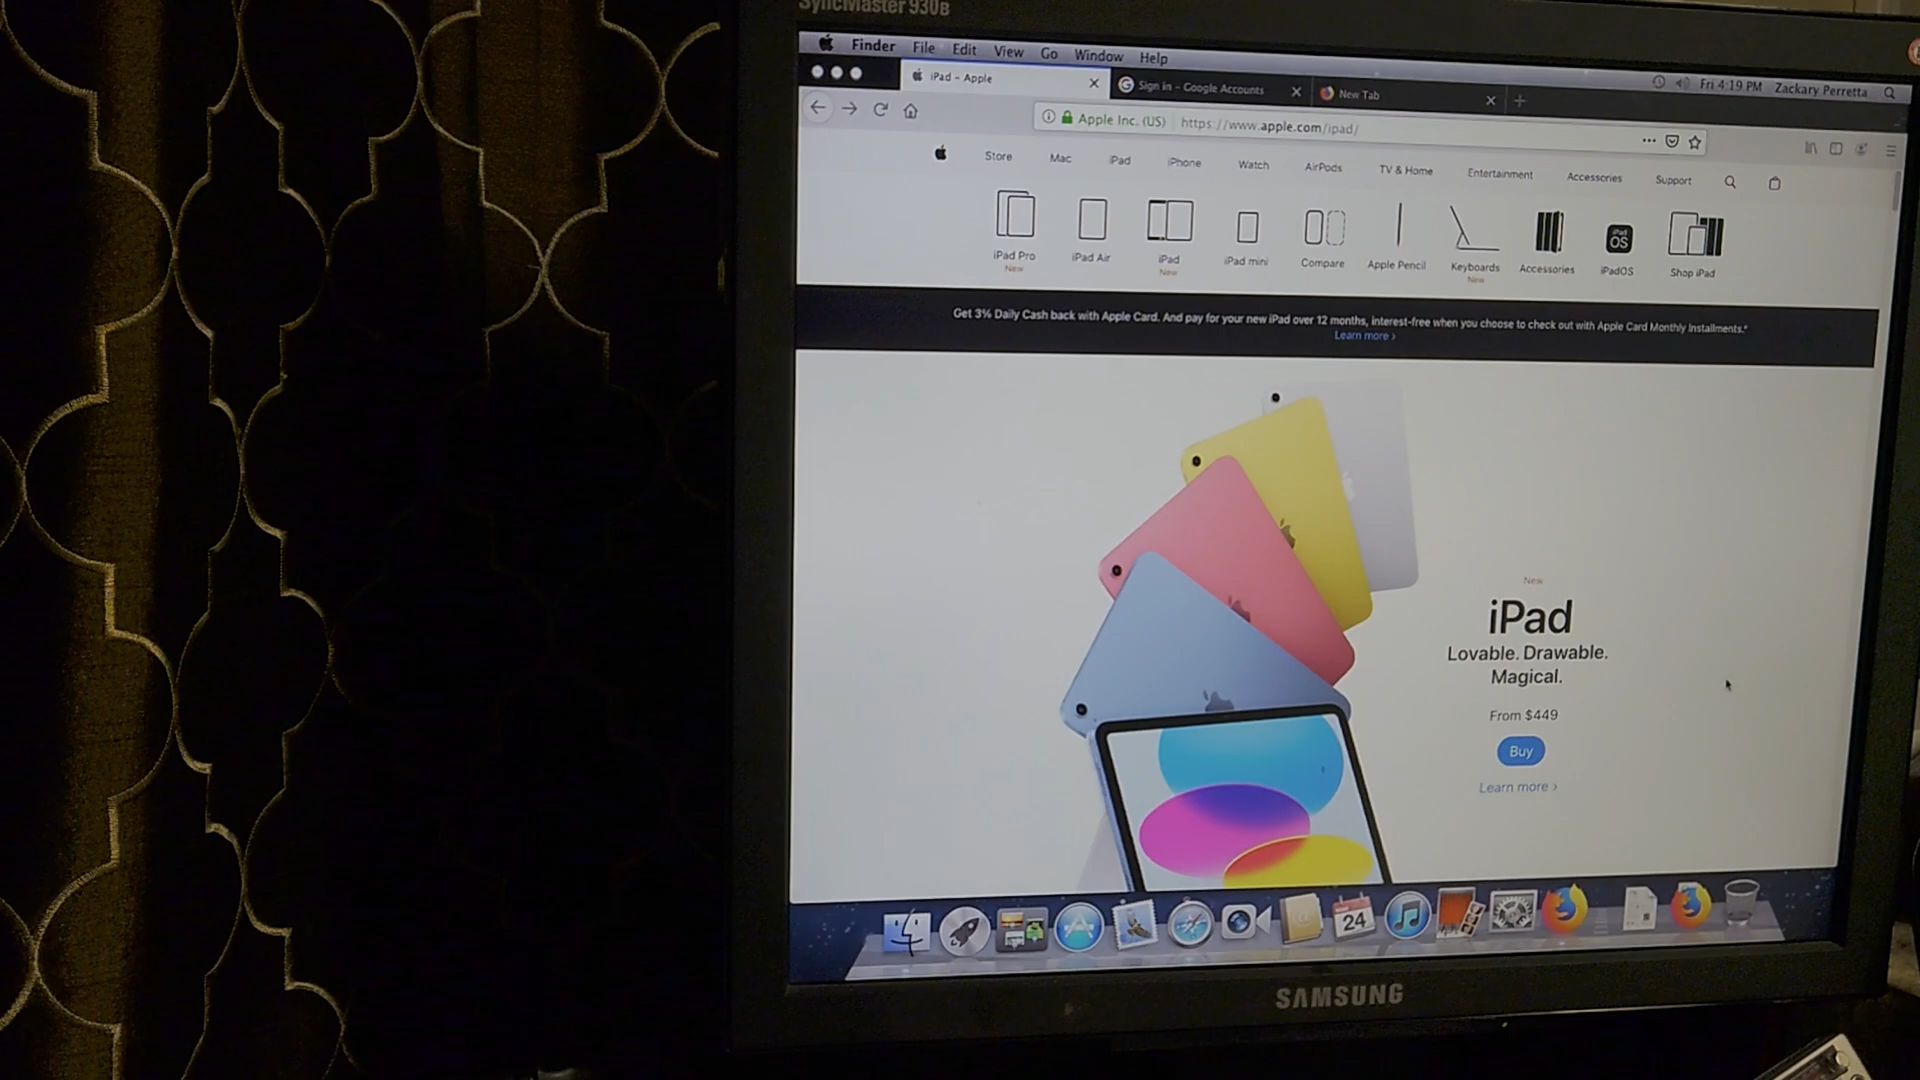 SyncMaster 930B
Finder File Edit View Go Window Help
Fri 4:19 PM Zackary Perretta
iPad - Apple
Sign in - Google Accounts
New Tab
Apple Inc. (US) https://www.apple.com/ipad/
Store Mac iPad iPhone Watch AirPods TV & Home Entertainment Accessories Support
iPad Pro
New
iPad Air
iPad
New
iPad mini
Compare
Apple Pencil
Keyboards
New
Accessories
iPad
OS
iPadOS
Shop iPad
Get 3% Daily Cash back with Apple Card. And pay for your new iPad over 12 months, interest-free when you choose to check out with Apple Card Monthly Installments.*
Learn more >
New
iPad
Lovable. Drawable.
Magical.
From $449
Buy
Learn more >
24
SAMSUNG